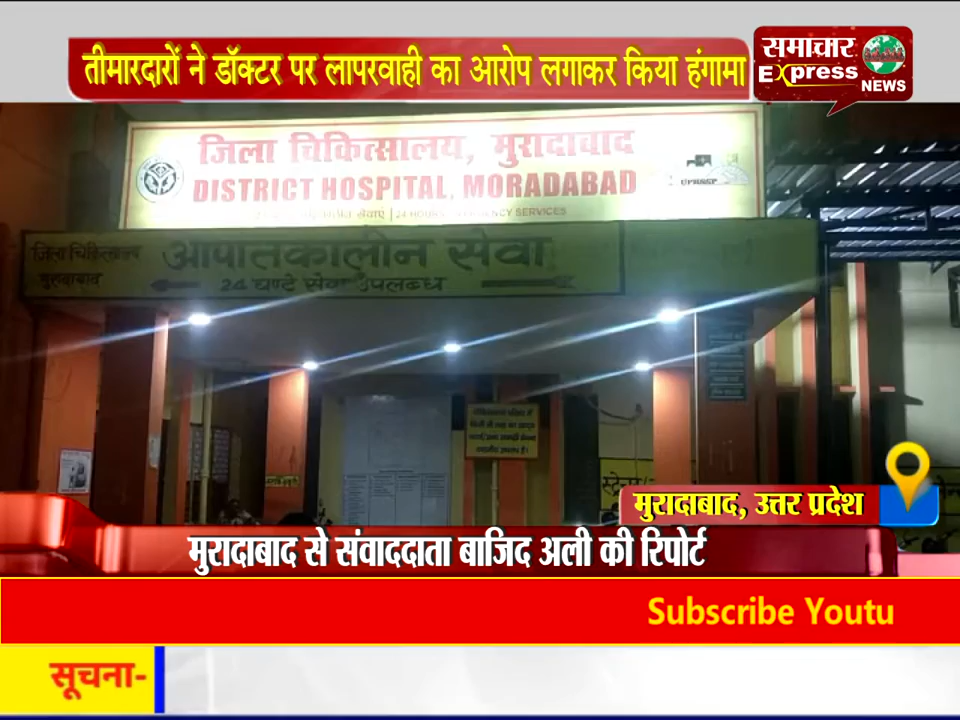 तीमारदारों ने डॉक्टर पर लापरवाही का आरोप लगाकर किया हंगामा
समाचार
Express
NEWS
जिला चिकित्सालय, मुरादाबाद
DISTRICT HOSPITAL, MORADABAD
24 HOURS EMERGENCY SERVICES
जिला चिकित्सालय
मुरादाबाद
आपातकालीन सेवा
24 घण्टे सेवा उपलब्ध
मुरादाबाद, उत्तर प्रदेश
मुरादाबाद से संवाददाता बाजिद अली की रिपोर्ट
Subscribe Youtu
सूचना-